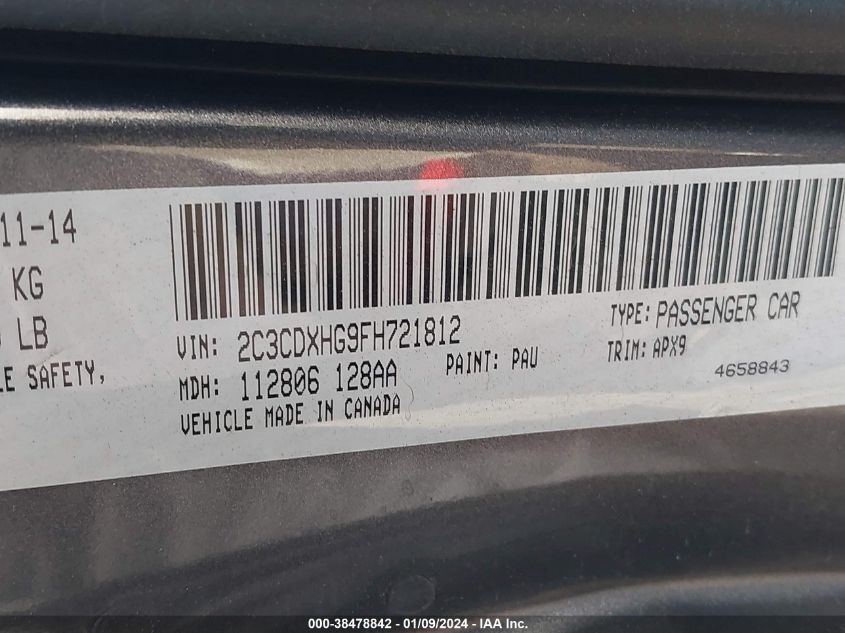 11-14
KG
LB
LE SAFETY,
VIN: 2C3CDXHG9FH721812
MDH: 112806 128AA
PAINT: PAU
VEHICLE MADE IN CANADA
TYPE: PASSENGER CAR
TRIM: APX9
4658843
000-38478842 - 01/09/2024 - IAA Inc.